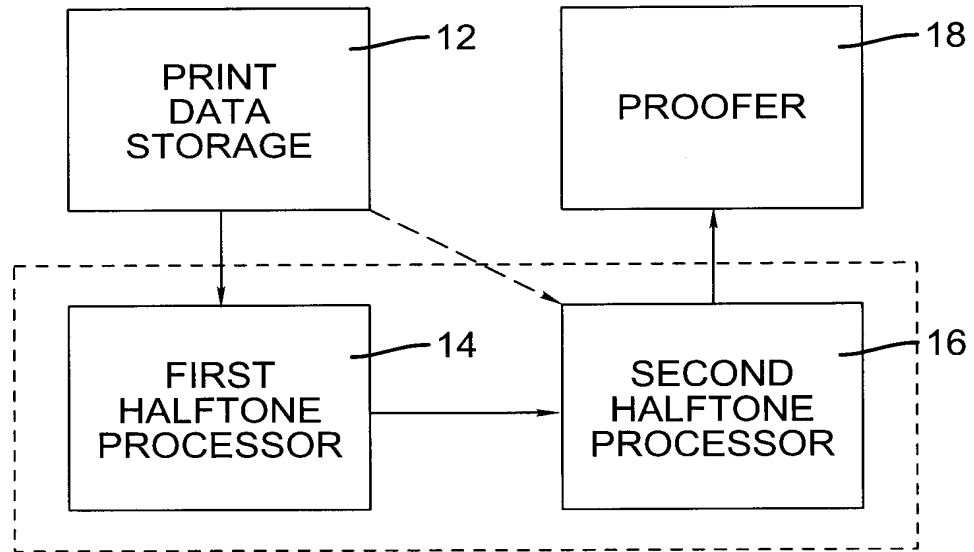 12
PRINT
DATA
STORAGE
18
PROOFER
14
FIRST
HALFTONE
PROCESSOR
16
SECOND
HALFTONE
PROCESSOR